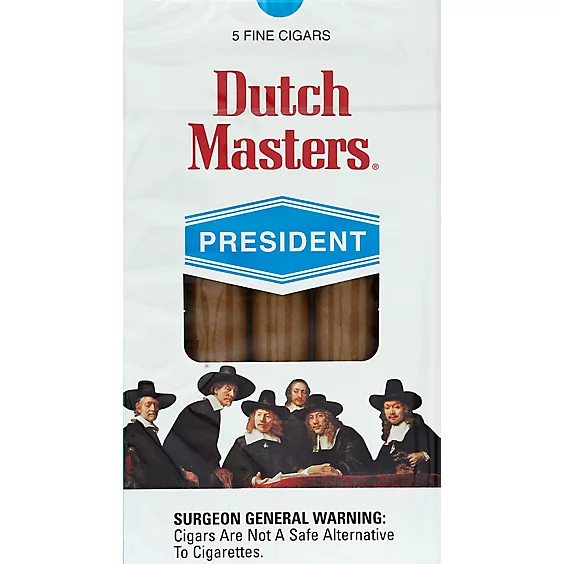 5 FINE CIGARS
Dutch
Masters®
PRESIDENT
SURGEON GENERAL WARNING:
Cigars Are Not A Safe Alternative
To Cigarettes.